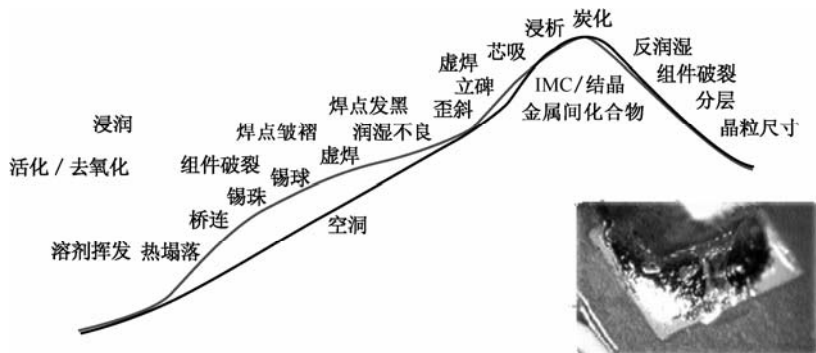 炭化
浸析
芯吸
反润湿
虚焊
组件破裂
立碑
IMC/结晶
分层
焊点发黑
歪斜
金属间化合物
浸润
晶粒尺寸
焊点皱褶
润湿不良
活化 / 去氧化
组件破裂
虚焊
锡球
锡珠
桥连
空洞
溶剂挥发
热塌落